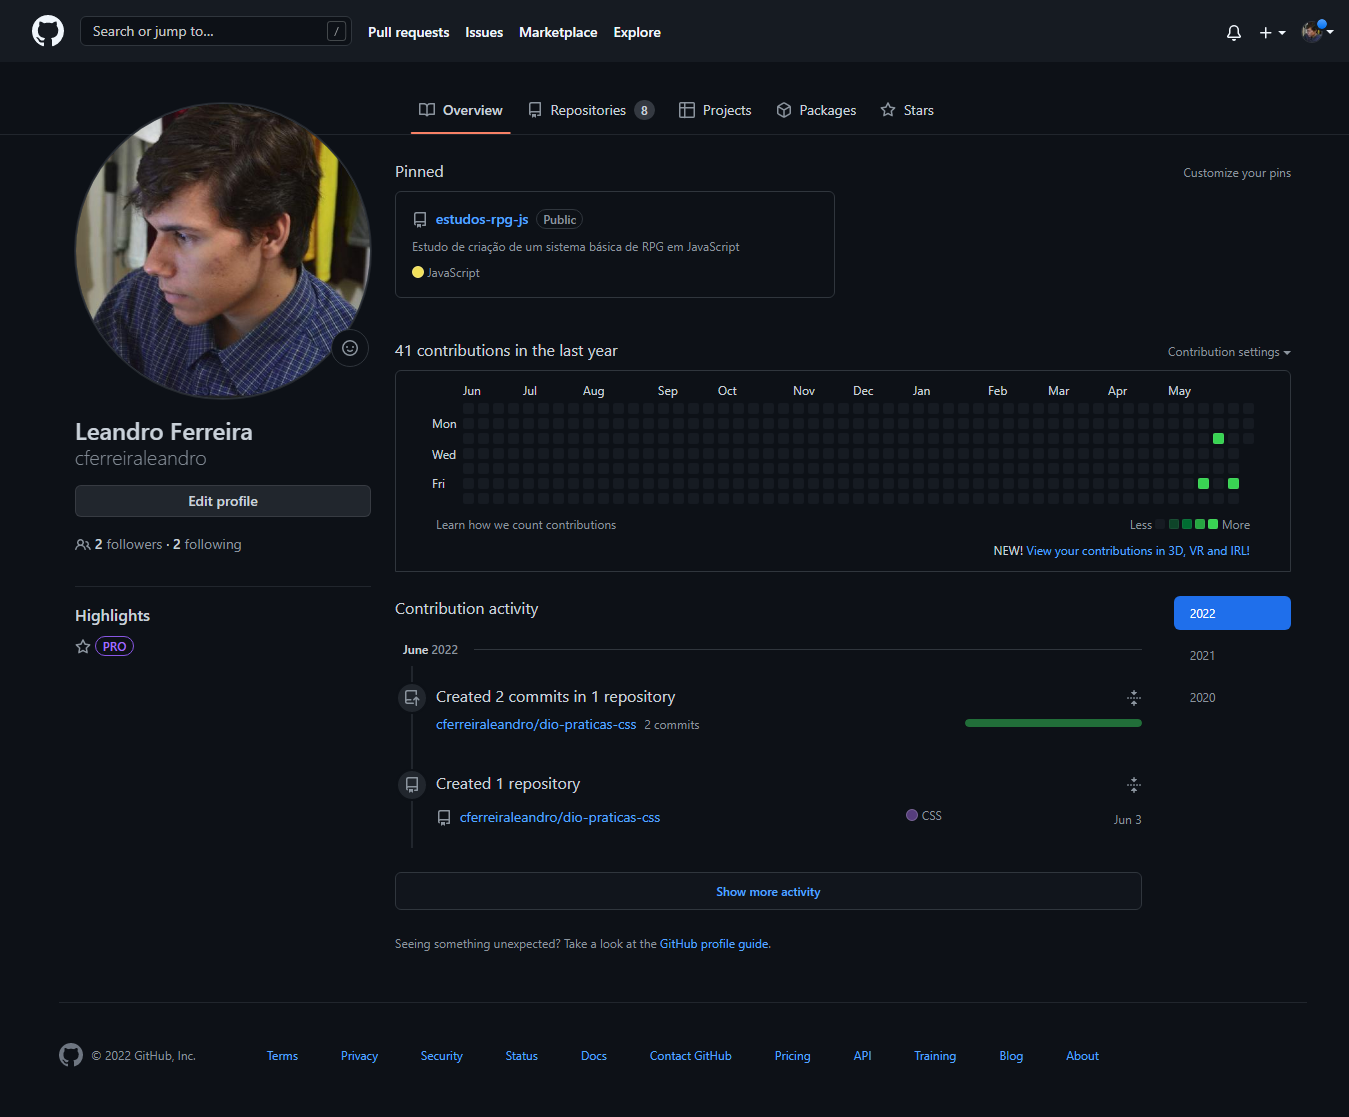 Search or jump to... / Pull requests Issues Marketplace Explore
Overview Repositories 8 Projects Packages Stars
Pinned Customize your pins
estudos-rpg-js Public
Estudo de criação de um sistema básica de RPG em JavaScript
JavaScript
41 contributions in the last year Contribution settings
Jun Jul Aug Sep Oct Nov Dec Jan Feb Mar Apr May
Mon
Wed
Fri
Learn how we count contributions Less More
NEW! View your contributions in 3D, VR and IRL!
Leandro Ferreira
cferreiraleandro
Edit profile
2 followers · 2 following
Highlights
PRO
Contribution activity
2022
2021
2020
June 2022
Created 2 commits in 1 repository
cferreiraleandro/dio-praticas-css 2 commits
Created 1 repository
cferreiraleandro/dio-praticas-css CSS Jun 3
Show more activity
Seeing something unexpected? Take a look at the GitHub profile guide.
© 2022 GitHub, Inc. Terms Privacy Security Status Docs Contact GitHub Pricing API Training Blog About